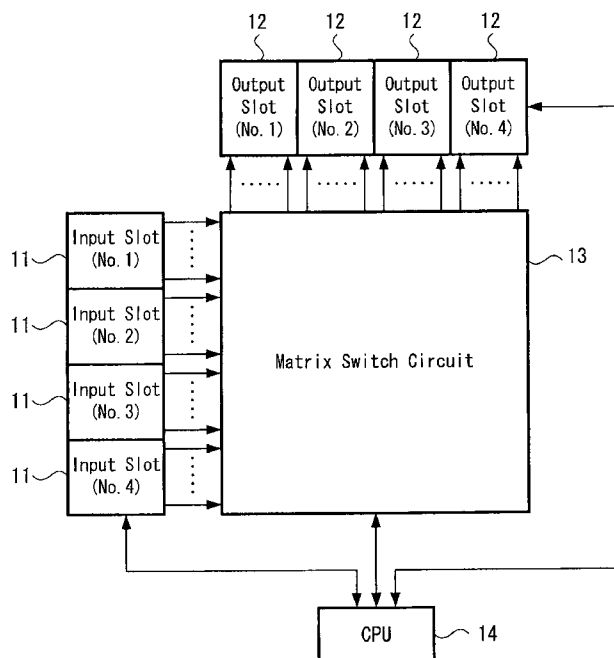 12 12 12 12
Output Slot (No. 1)
Output Slot (No. 2)
Output Slot (No. 3)
Output Slot (No. 4)
11 Input Slot (No. 1)
11 Input Slot (No. 2)
11 Input Slot (No. 3)
11 Input Slot (No. 4)
Matrix Switch Circuit
13
CPU
14